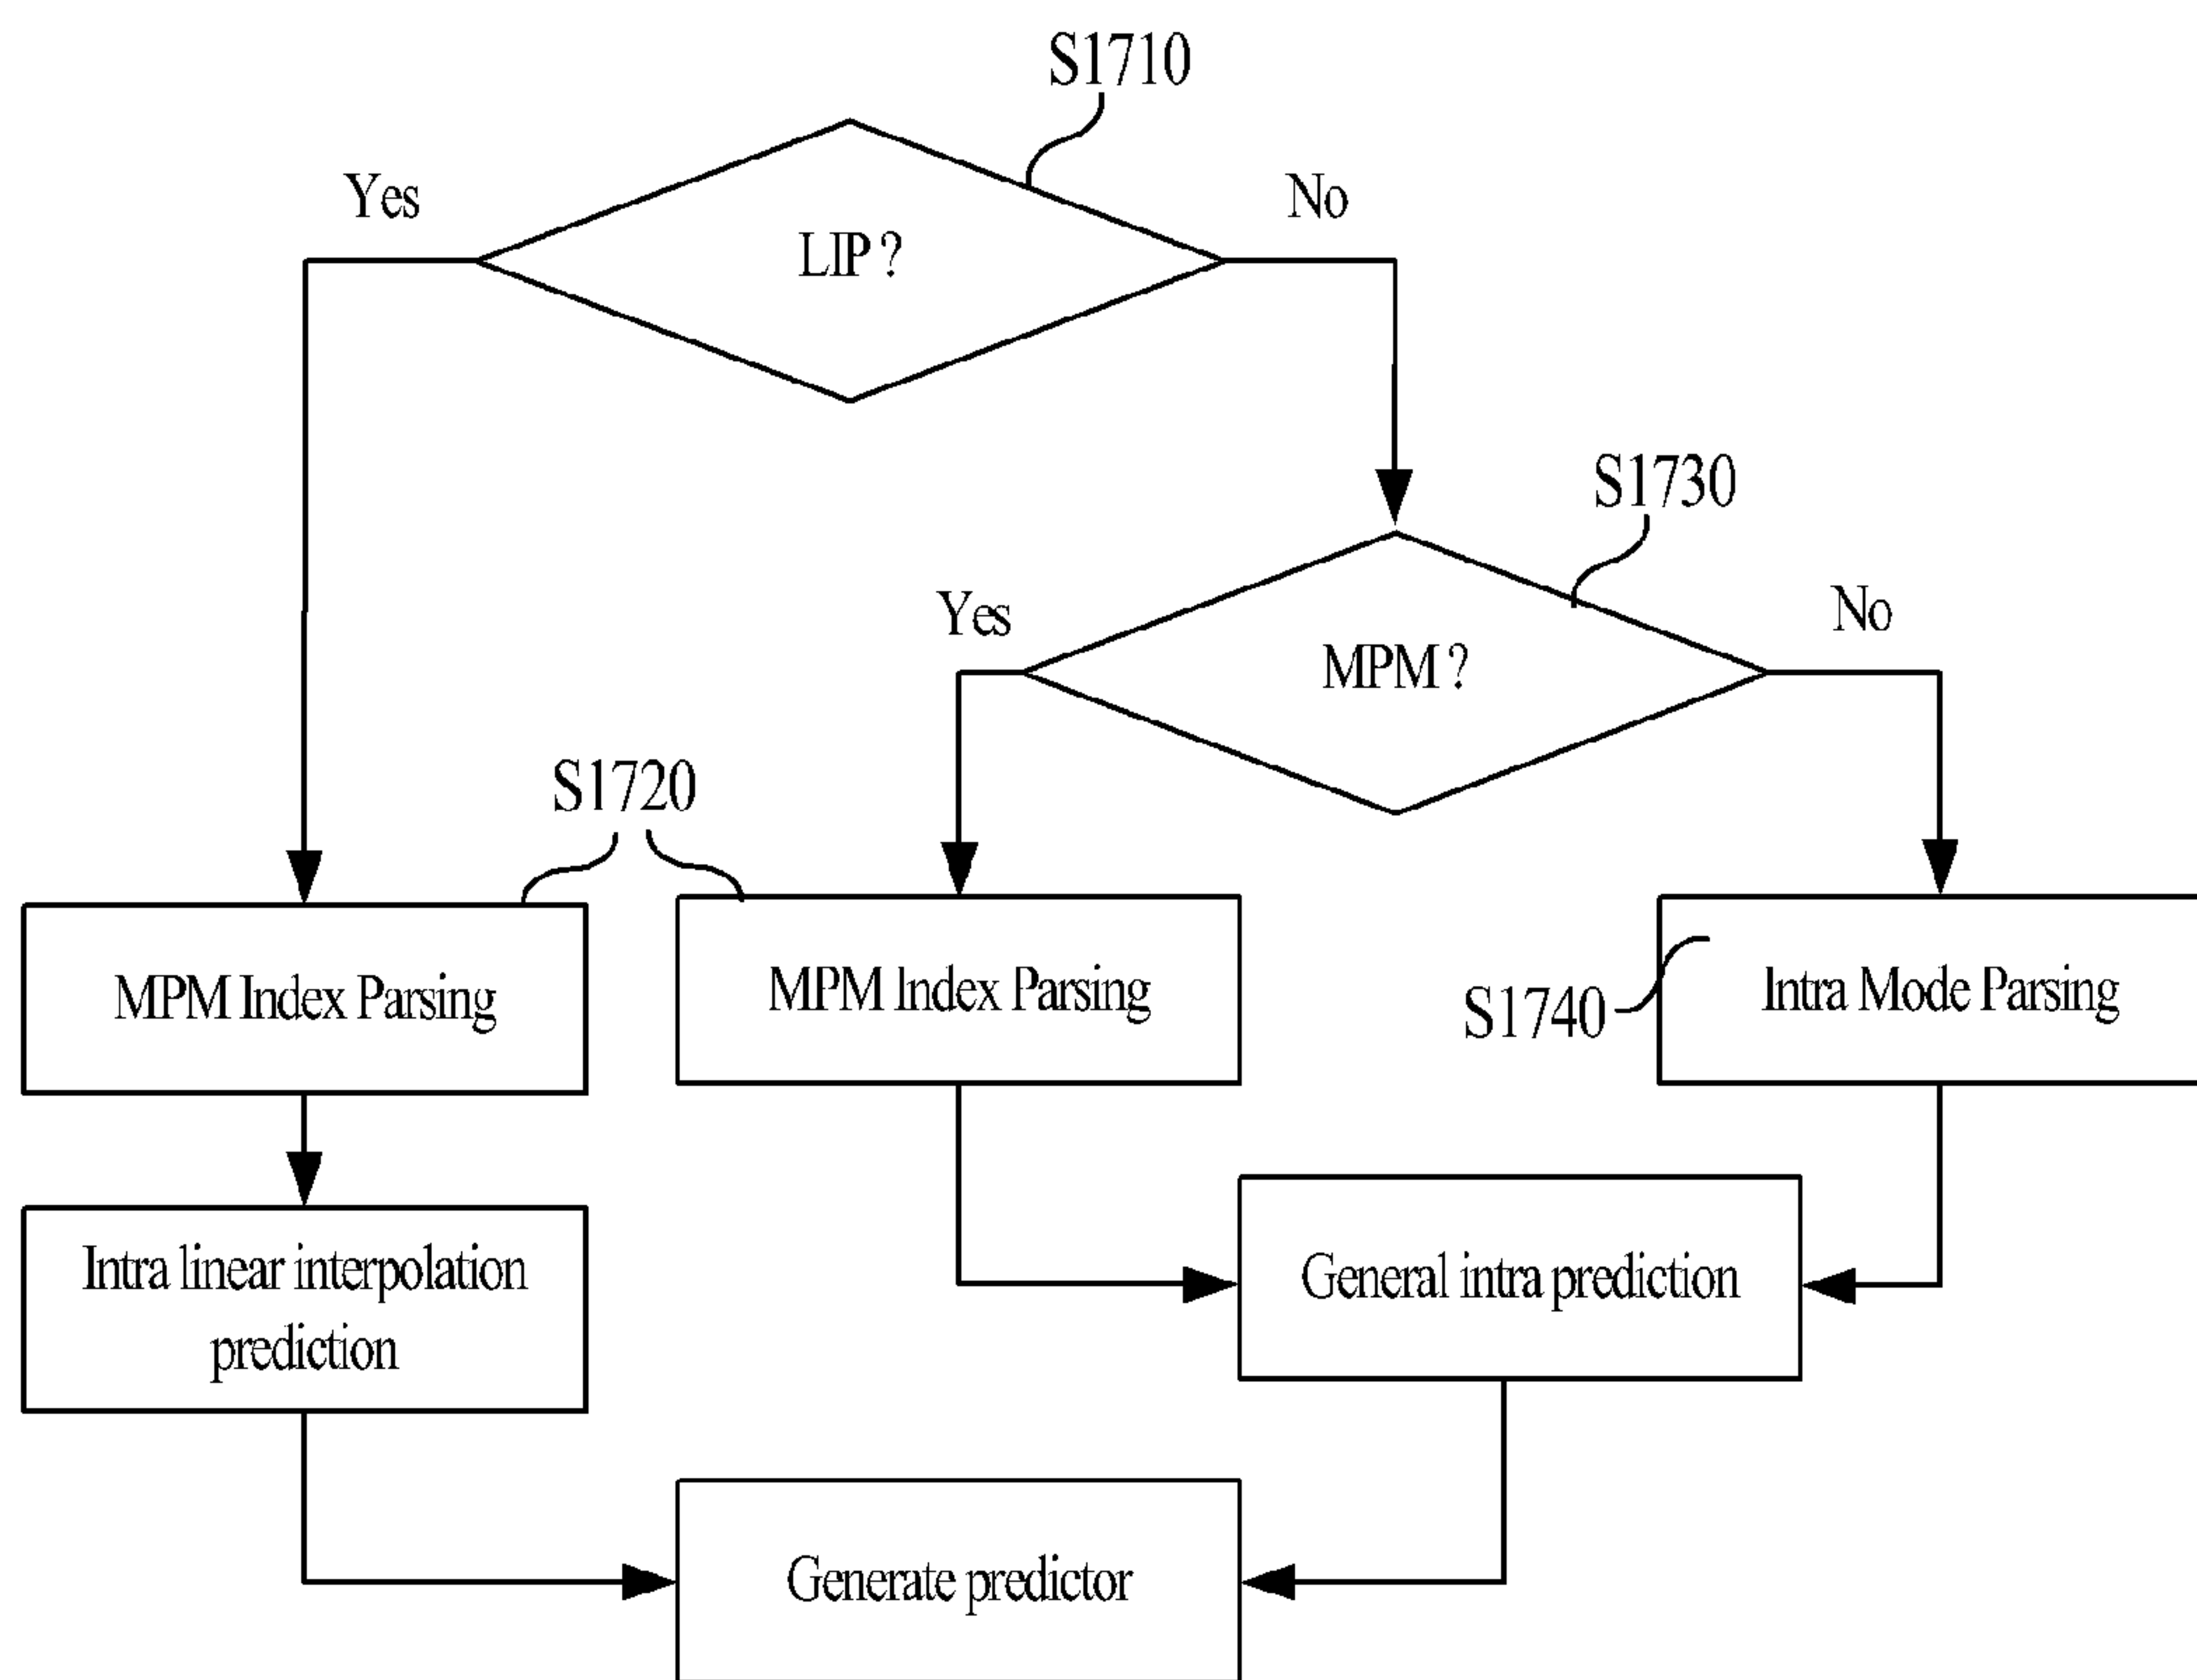 S1710
Yes
No
LIP?
S1730
Yes
No
MPM?
S1720
MPM Index Parsing
MPM Index Parsing
Intra Mode Parsing
S1740
Intra linear interpolation
prediction
General intra prediction
Generate predictor